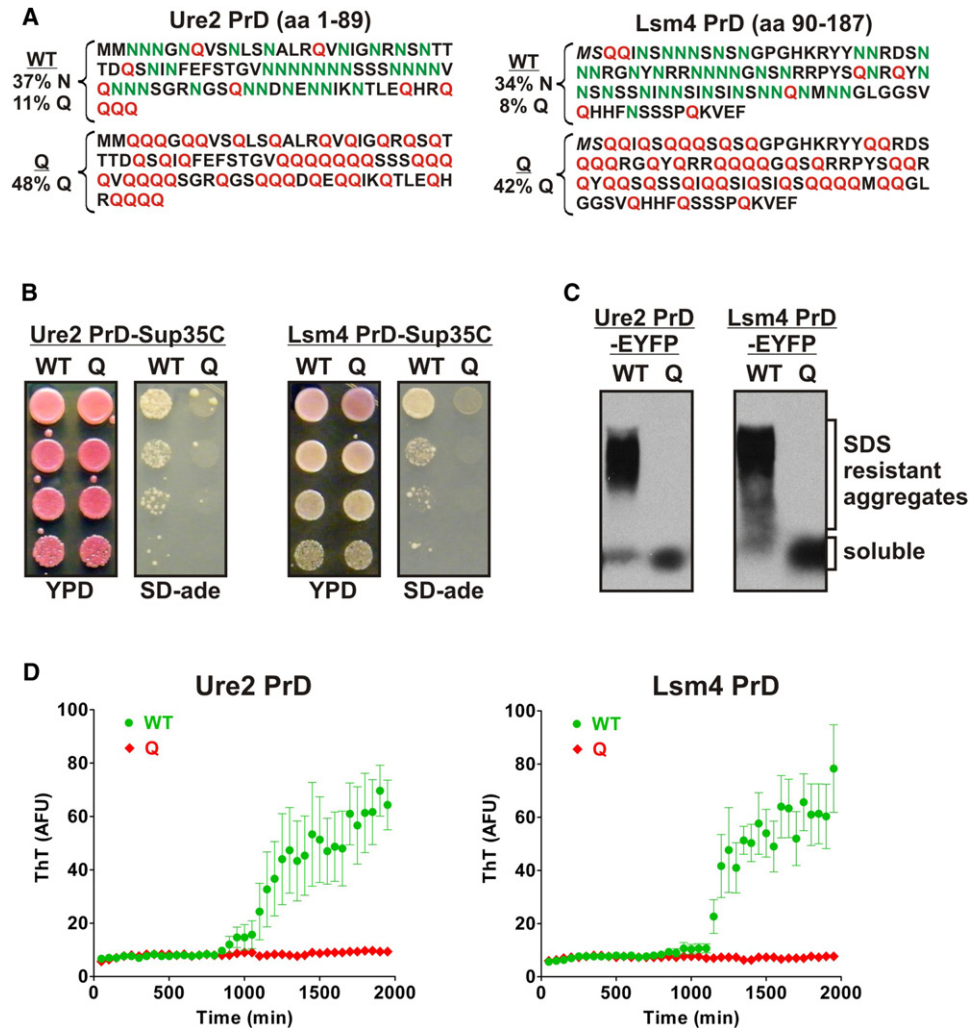 A
Ure2 PrD (aa 1-89)
WT
37% N
11% Q
MMNNNGNQVSNLSNALRQVNIGNRNSNTT
TDQSNINFEFSTGVNNNNNNNSSSNNNNV
QNNNSGRNGSQNNDNENNIKNTLEQHRQ
QQQ
Q
48% Q
MMQQQGQQVSQLSQALRQVQIGQRQSQT
TTDQSQIQFEFSTGVQQQQQQQSSSQQQ
QVQQQQSGRQGSQQQDQEQQIKQTLEQH
RQQQQ
Lsm4 PrD (aa 90-187)
WT
34% N
8% Q
MSQQINSNNNSNSNGPGHKRYYNNRDSN
NNRGNYNRRNNNNGNSNRRPYSQNRQYN
NSNSSNINNSINSINSNNQNMNNGLGGSV
QHHFNSSSPQKVEF
Q
42% Q
MSQQIQSQQQSQSQGPGHKRYYQQRDS
QQQRGQYQRRQQQQGQSQRRPYSQQR
QYQQSQSSQIQQSIQSIQSQQQQMQQGL
GGSVQHHFQSSSPQKVEF
B
Ure2 PrD-Sup35C
WT Q WT Q
YPD SD-ade
Lsm4 PrD-Sup35C
WT Q WT Q
YPD SD-ade
C
Ure2 PrD
-EYFP
WT Q
Lsm4 PrD
-EYFP
WT Q
SDS
resistant
aggregates
soluble
D
Ure2 PrD
WT
Q
ThT (AFU)
100
80
60
40
20
0
0 500 1000 1500 2000
Time (min)
Lsm4 PrD
WT
Q
ThT (AFU)
100
80
60
40
20
0
0 500 1000 1500 2000
Time (min)